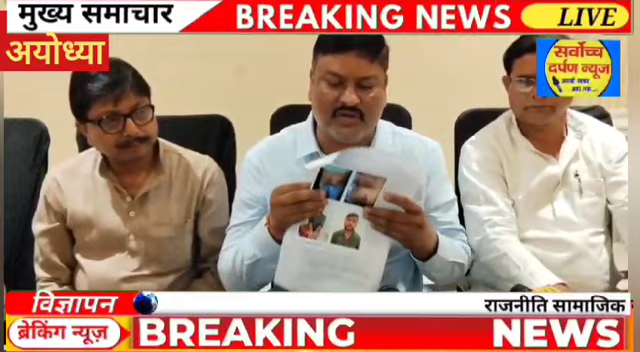 मुख्य समाचार
BREAKING NEWS
LIVE
अयोध्या
सर्वोच्च
दर्पण न्यूज
विज्ञापन
राजनीति सामाजिक
ब्रेकिंग न्यूज़
BREAKING NEWS